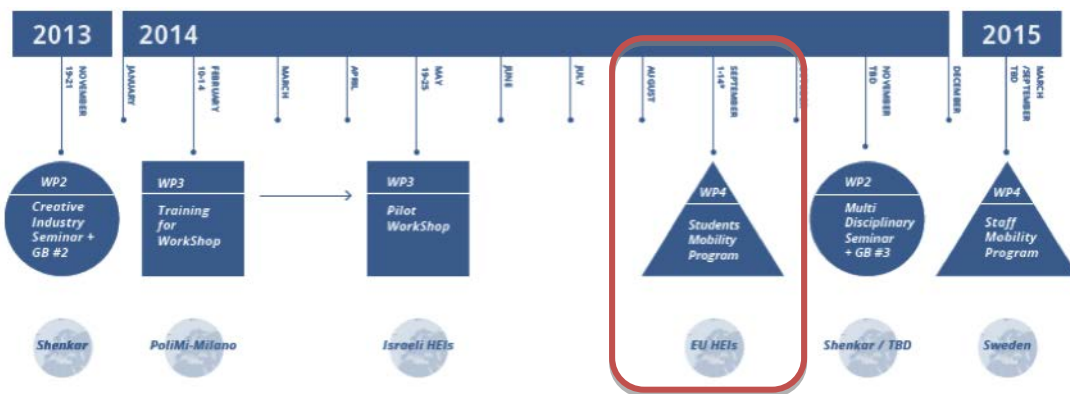 2013
2014
2015
NOVEMBER
19-21
JANUARY
FEBRUARY
10-14
MARCH
APRIL
MAY
19-25
JUNE
JULY
AUGUST
SEPTEMBER
1-14*
NOVEMBER
TBD
DECEMBER
MARCH
/SEPTEMBER
TBD
WP2
Creative
Industry
Seminar +
GB #2
WP3
Training
for
WorkShop
WP3
Pilot
WorkShop
WP4
Students
Mobility
Program
WP2
Multi
Disciplinary
Seminar
+ GB #3
WP4
Staff
Mobility
Program
Shenkar
PoliMi-Milano
Israeli HEIs
EU HEIs
Shenkar / TBD
Sweden